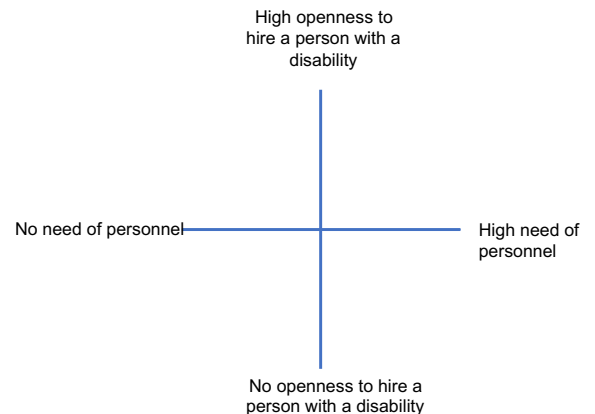 High openness to
hire a person with a
disability
No need of personnel
High need of
personnel
No openness to hire a
person with a disability